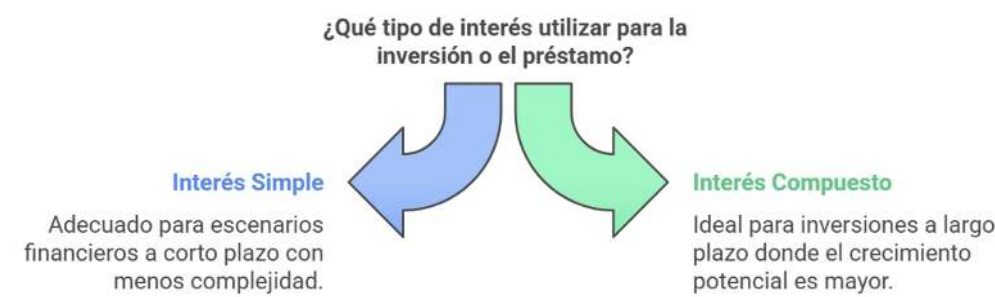 ¿Qué tipo de interés utilizar para la
inversión o el préstamo?
Interés Simple
Adecuado para escenarios
financieros a corto plazo con
menos complejidad.
Interés Compuesto
Ideal para inversiones a largo
plazo donde el crecimiento
potencial es mayor.